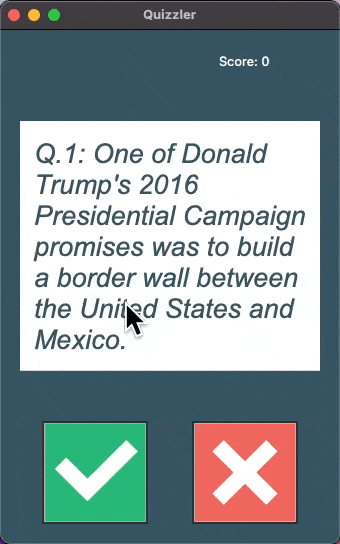 Quizzler
Score: 0
Q.1: One of Donald
Trump's 2016
Presidential Campaign
promises was to build
a border wall between
the United States and
Mexico.